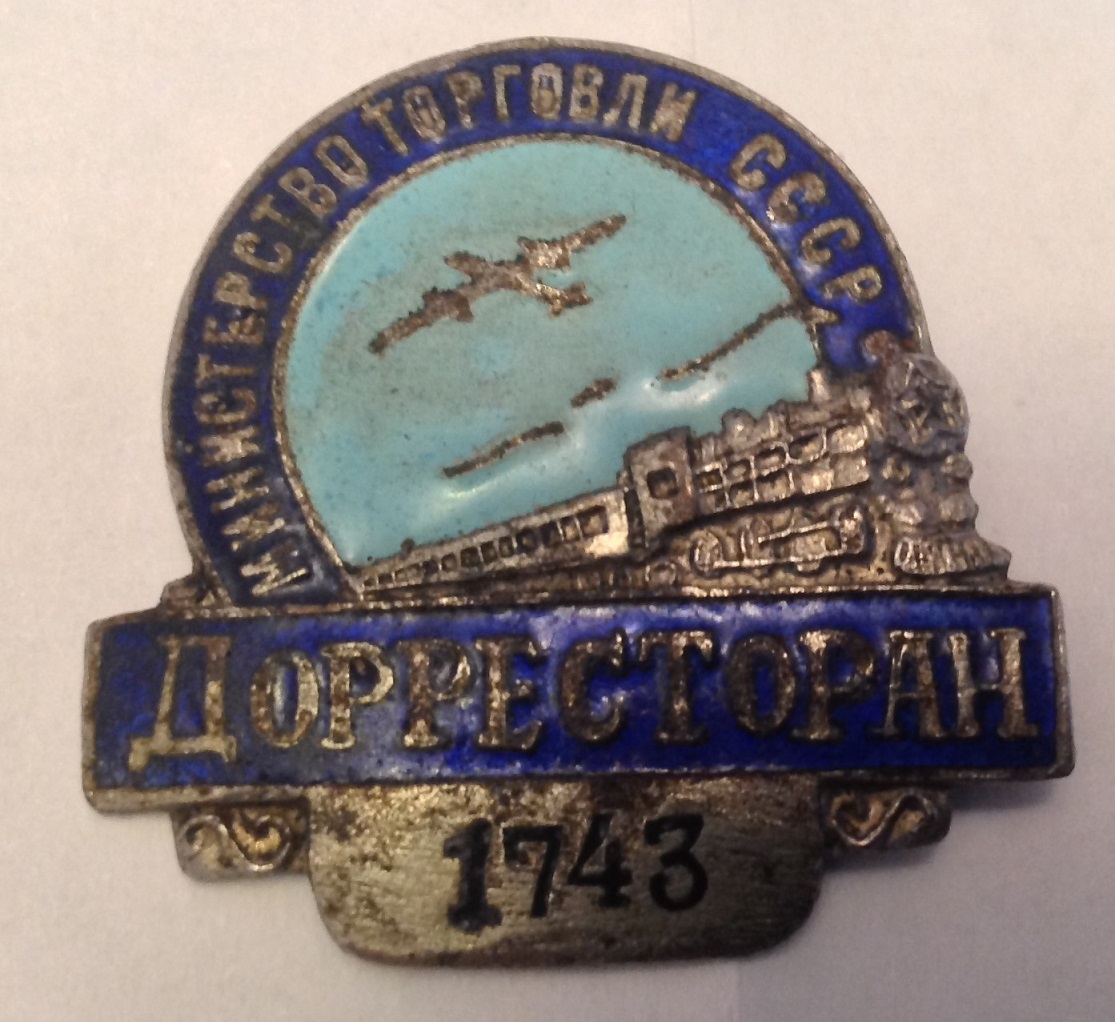 МИНИСТЕРСТВО ТОРГОВЛИ СССР
ДОРРЕСТОРАН
1743